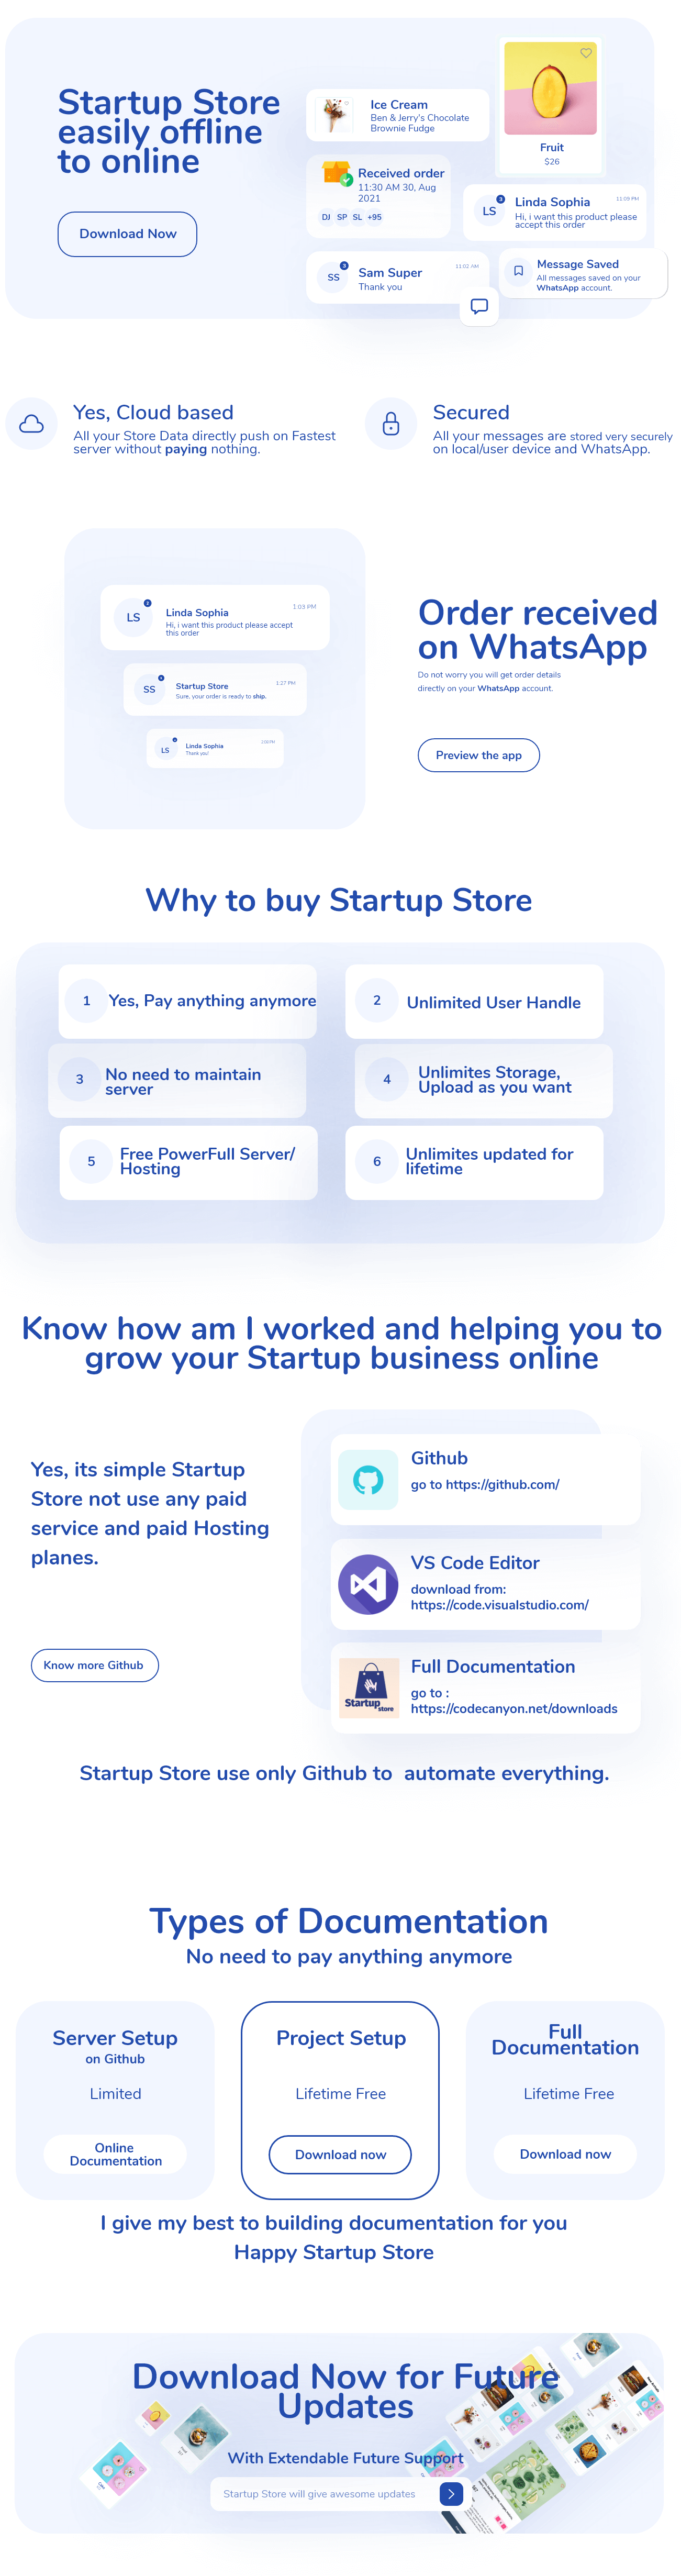 Startup Store
easily offline
to online
Download Now
Ice Cream
Ben & Jerry's Chocolate
Brownie Fudge
Fruit
$26
Received order
11:30 AM 30, Aug
2021
DJ SP SL +95
LS
3
Linda Sophia
11:09 PM
Hi, i want this product please
accept this order
SS
3
Sam Super
11:02 AM
Thank you
Message Saved
All messages saved on your
WhatsApp account.
Yes, Cloud based
All your Store Data directly push on Fastest
server without paying nothing.
Secured
All your messages are stored very securely
on local/user device and WhatsApp.
LS
3
Linda Sophia
1:03 PM
Hi, i want this product please accept
this order
SS
Startup Store
1:27 PM
Sure, your order is ready to ship.
LS
Linda Sophia
Thank you!
Order received
on WhatsApp
Do not worry you will get order details
directly on your WhatsApp account.
Preview the app
Why to buy Startup Store
1
Yes, Pay anything anymore
2
Unlimited User Handle
3
No need to maintain
server
4
Unlimites Storage,
Upload as you want
5
Free PowerFull Server/
Hosting
6
Unlimites updated for
lifetime
Know how am I worked and helping you to
grow your Startup business online
Yes, its simple Startup
Store not use any paid
service and paid Hosting
planes.
Know more Github
Github
go to https://github.com/
VS Code Editor
download from:
https://code.visualstudio.com/
Startup
store
Full Documentation
go to :
https://codecanyon.net/downloads
Startup Store use only Github to  automate everything.
Types of Documentation
No need to pay anything anymore
Server Setup
on Github
Limited
Online
Documentation
Project Setup
Lifetime Free
Download now
Full
Documentation
Lifetime Free
Download now
I give my best to building documentation for you
Happy Startup Store
Download Now for Future
Updates
With Extendable Future Support
Startup Store will give awesome updates